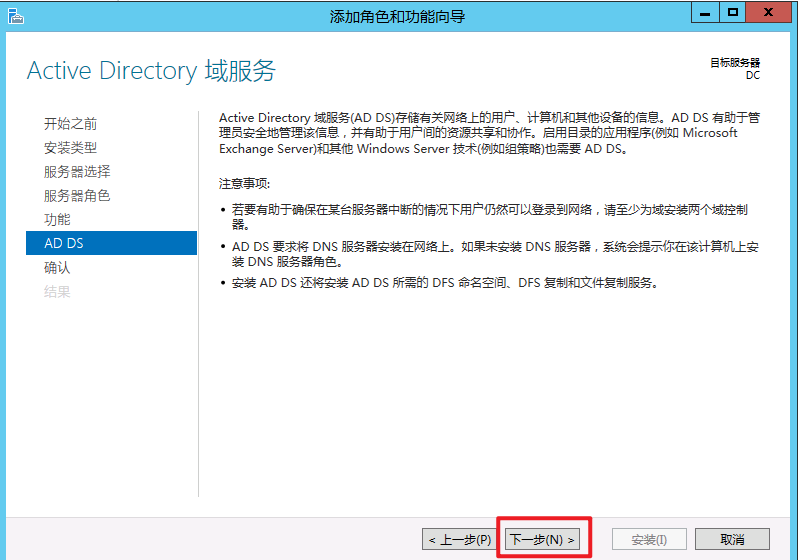 添加角色和功能向导
Active Directory 域服务
目标服务器
DC
开始之前
安装类型
服务器选择
服务器角色
功能
AD DS
确认
结果
Active Directory 域服务(AD DS)存储有关网络上的用户、计算机和其他设备的信息。AD DS 有助于管
理员安全地管理该信息，并有助于用户间的资源共享和协作。启用目录的应用程序(例如 Microsoft
Exchange Server)和其他 Windows Server 技术(例如组策略)也需要 AD DS。
注意事项:
• 若要有助于确保在某台服务器中断的情况下用户仍然可以登录到网络，请至少为域安装两个域控制
器。
• AD DS 要求将 DNS 服务器安装在网络上。如果未安装 DNS 服务器，系统会提示你在该计算机上安
装 DNS 服务器角色。
• 安装 AD DS 还将安装 AD DS 所需的 DFS 命名空间、DFS 复制和文件复制服务。
< 上一步(P)
下一步(N) >
安装(I)
取消